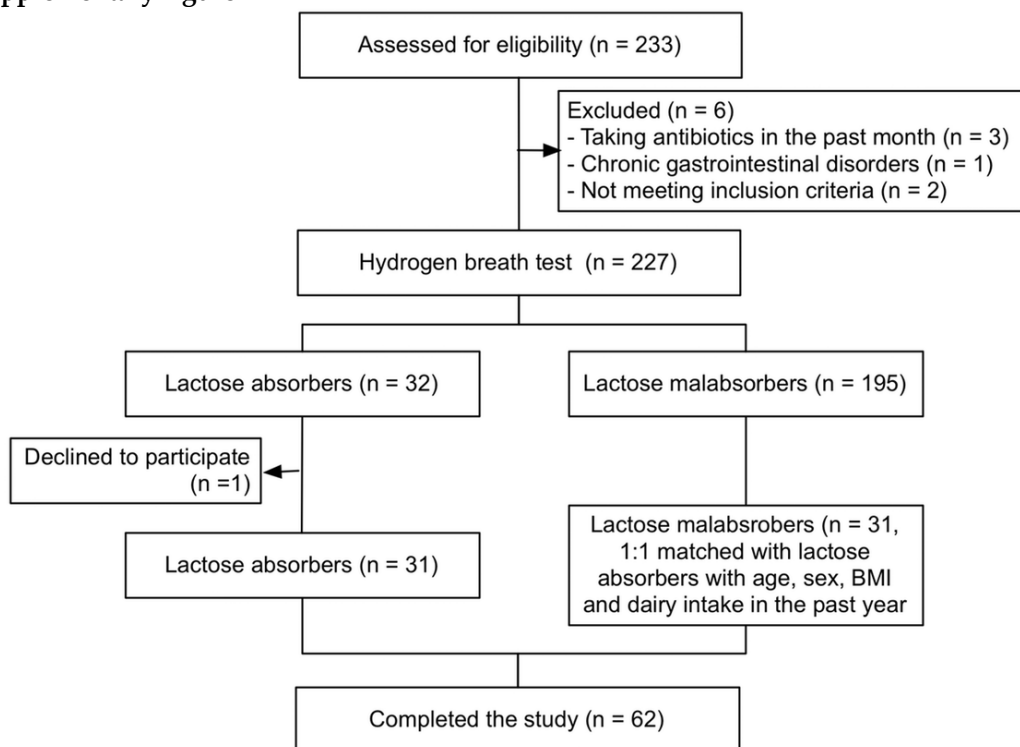 Assessed for eligibility (n = 233)
Excluded (n = 6)
- Taking antibiotics in the past month (n = 3)
- Chronic gastrointestinal disorders (n = 1)
- Not meeting inclusion criteria (n = 2)
Hydrogen breath test (n = 227)
Lactose absorbers (n = 32)
Lactose malabsorbers (n = 195)
Declined to participate
(n =1)
Lactose absorbers (n = 31)
Lactose malabsrobers (n = 31,
1:1 matched with lactose
absorbers with age, sex, BMI
and dairy intake in the past year
Completed the study (n = 62)